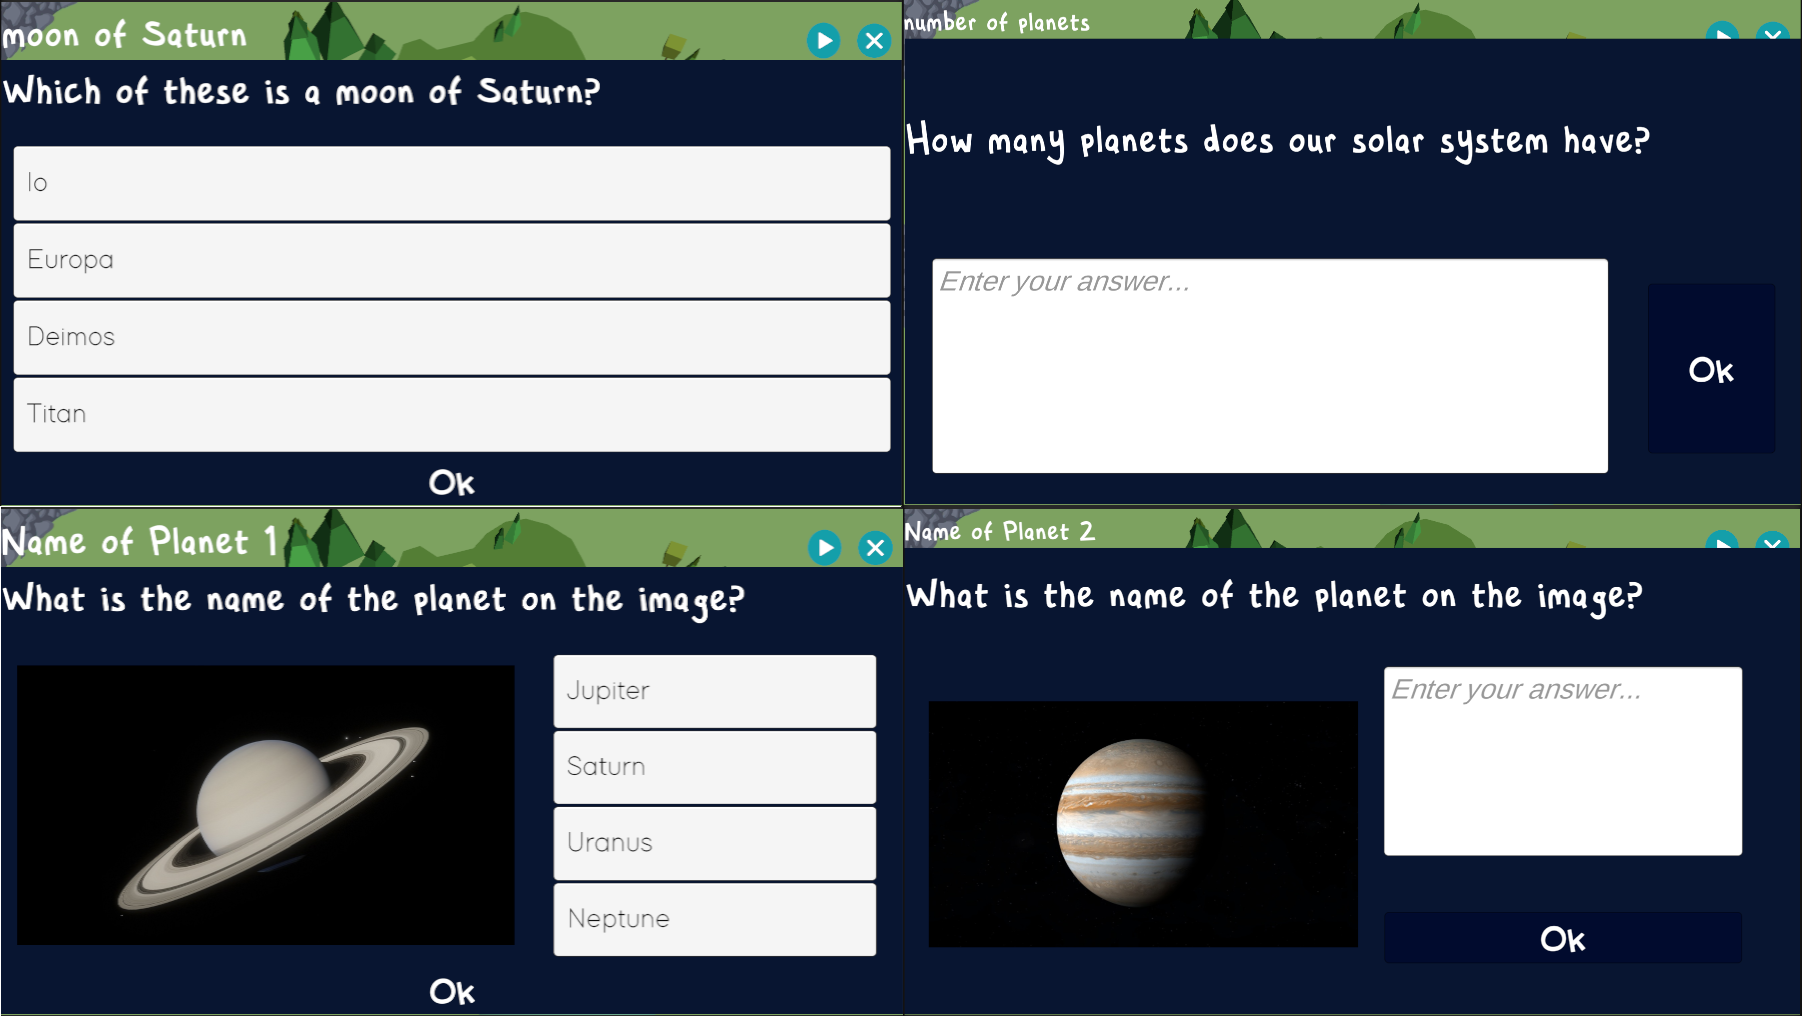 moon of Saturn
Which of these is a moon of Saturn?
Io
Europa
Deimos
Titan
Ok
number of planets
How many planets does our solar system have?
Enter your answer...
Ok
Name of Planet 1
What is the name of the planet on the image?
Jupiter
Saturn
Uranus
Neptune
Ok
Name of Planet 2
What is the name of the planet on the image?
Enter your answer...
Ok